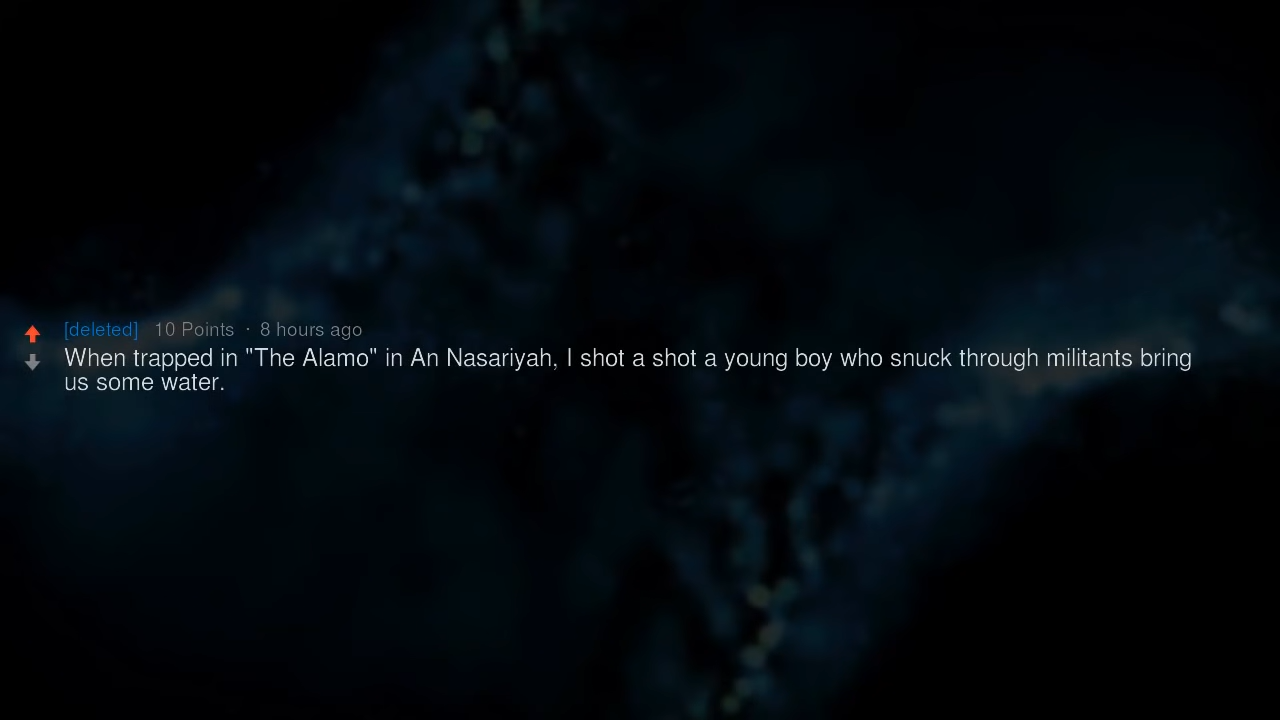 [deleted] 10 Points · 8 hours ago
When trapped in "The Alamo" in An Nasariyah, I shot a shot a young boy who snuck through militants bring
us some water.